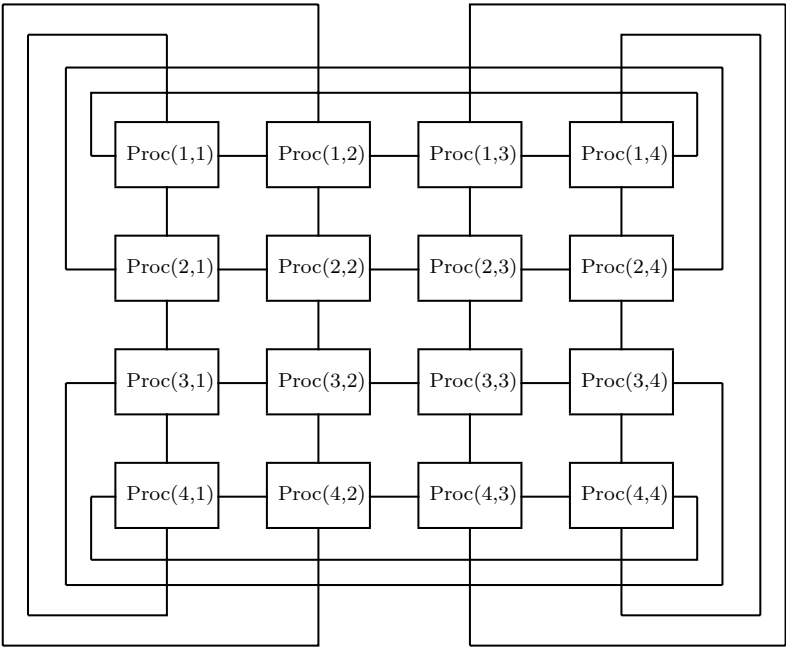 Proc(1,1) Proc(1,2) Proc(1,3) Proc(1,4)
Proc(2,1) Proc(2,2) Proc(2,3) Proc(2,4)
Proc(3,1) Proc(3,2) Proc(3,3) Proc(3,4)
Proc(4,1) Proc(4,2) Proc(4,3) Proc(4,4)